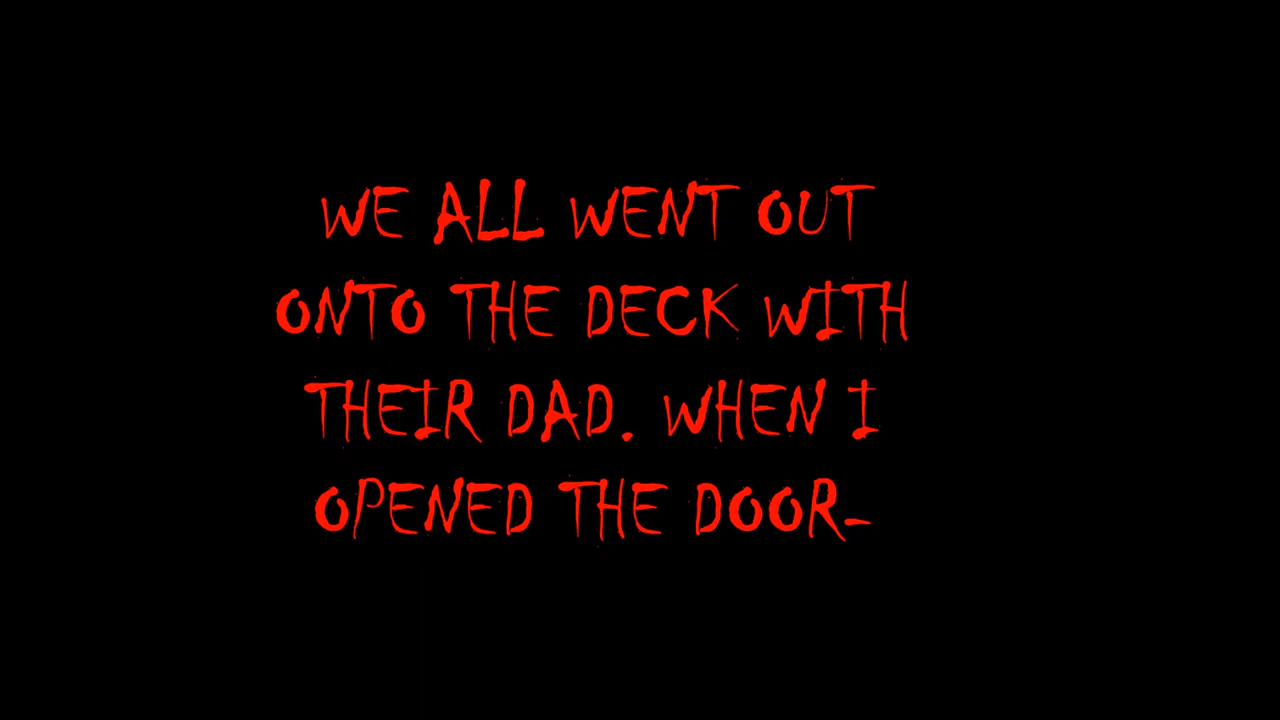 WE ALL WENT OUT
ONTO THE DECK WITH
THEIR DAD. WHEN I
OPENED THE DOOR-